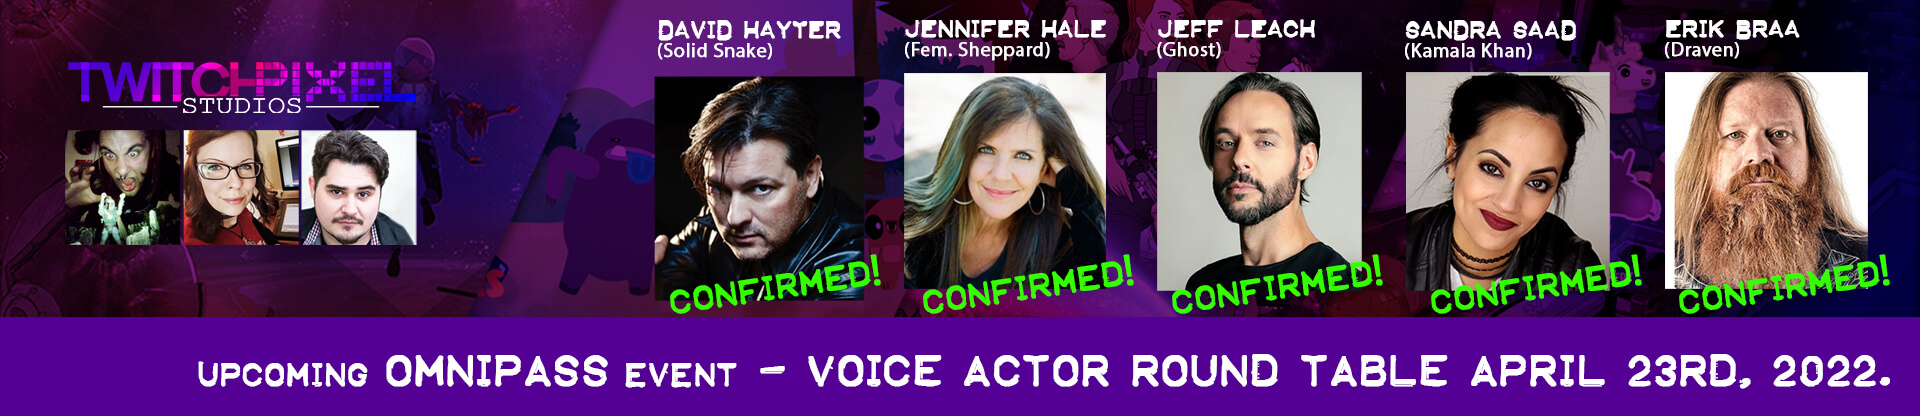 TWITCHPIXEL
STUDIOS
DAVID HAYTER
(Solid Snake)
CONFIRMED!
JENNIFER HALE
(Fem. Sheppard)
CONFIRMED!
JEFF LEACH
(Ghost)
CONFIRMED!
SANDRA SAAD
(Kamala Khan)
CONFIRMED!
ERIK BRAA
(Draven)
CONFIRMED!
UPCOMING OMNIPASS EVENT - VOICE ACTOR ROUND TABLE APRIL 23RD, 2022.